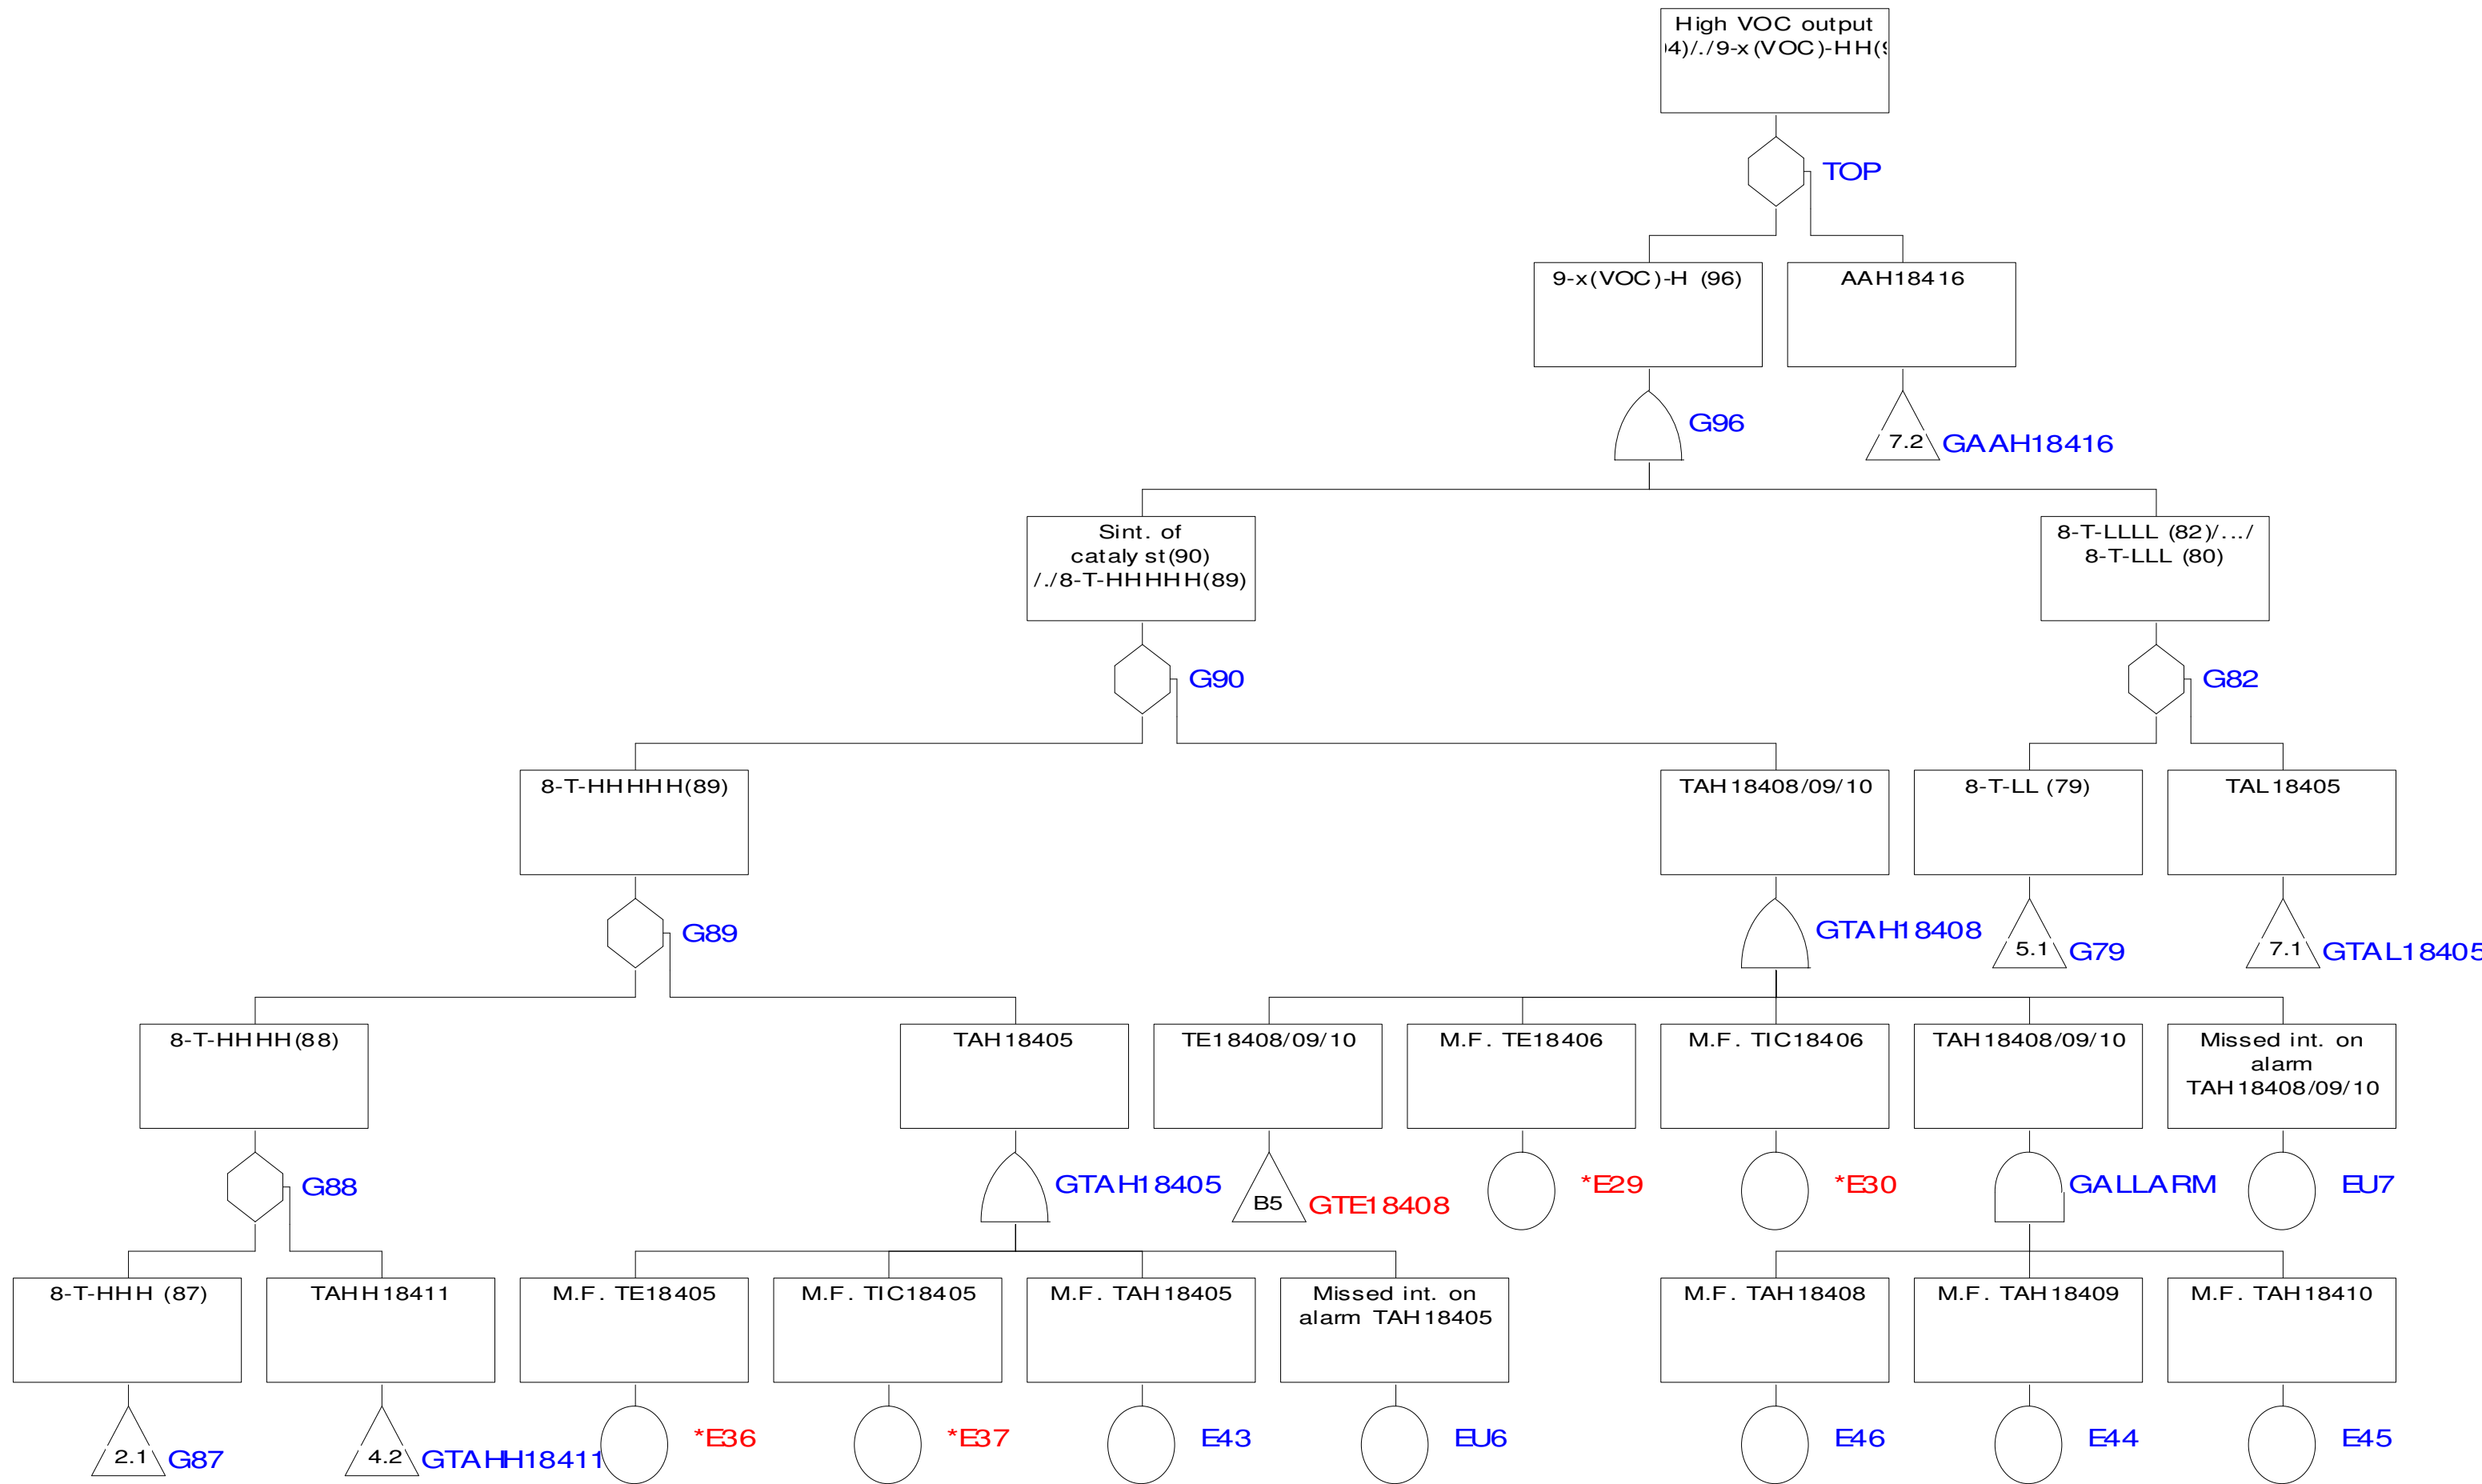 High VOC output
4)/./9-x(VOC)-HH(9
TOP
9-x(VOC)-H (96)
AAH18416
G96
7.2
GAAH18416
Sint. of
catalyst(90)
/./8-T-HHHHH(89)
8-T-LLLL (82)/.../
8-T-LLL (80)
G90
G82
8-T-HHHHH(89)
TAH18408/09/10
8-T-LL (79)
TAL18405
G89
GTAH18408
5.1
G79
7.1
GTAL18405
8-T-HHHH(88)
TAH18405
TE18408/09/10
M.F. TE18406
M.F. TIC18406
TAH18408/09/10
Missed int. on
alarm
TAH18408/09/10
G88
GTAH18405
B5
GTE18408
*E29
*E30
GALLARM
EU7
8-T-HHH (87)
TAHH18411
M.F. TE18405
M.F. TIC18405
M.F. TAH18405
Missed int. on
alarm TAH18405
M.F. TAH18408
M.F. TAH18409
M.F. TAH18410
2.1
G87
4.2
GTAHH18411
*E36
*E37
E43
EU6
E46
E44
E45